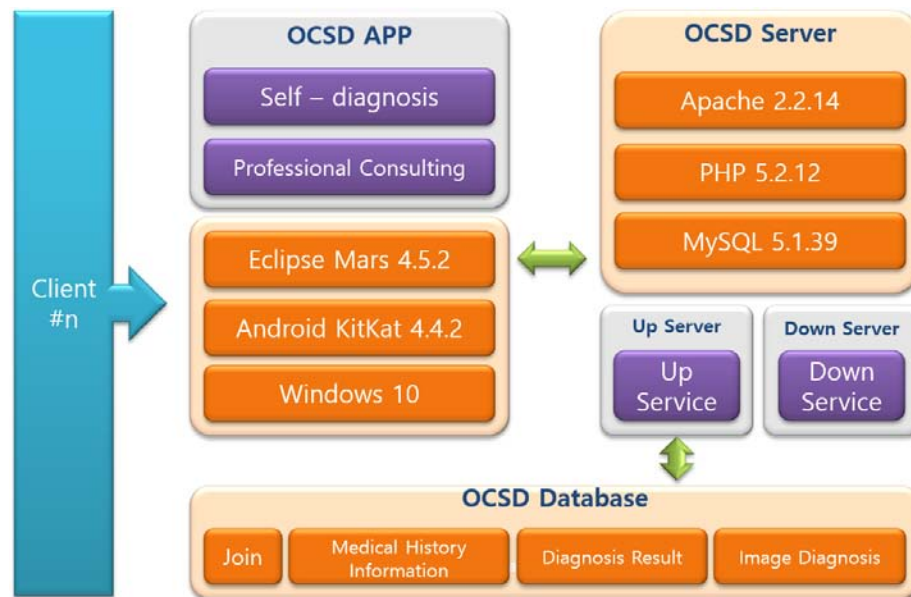 Client
#n
OCSD APP
Self – diagnosis
Professional Consulting
Eclipse Mars 4.5.2
Android KitKat 4.4.2
Windows 10
OCSD Server
Apache 2.2.14
PHP 5.2.12
MySQL 5.1.39
Up Server
Up
Service
Down Server
Down
Service
OCSD Database
Join
Medical History
Information
Diagnosis Result
Image Diagnosis